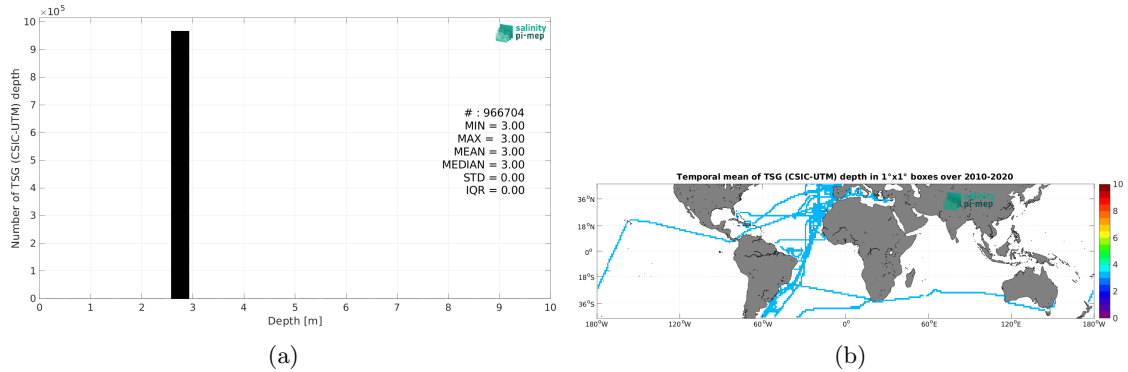 ×10⁵
10
9
8
7
6
5
4
3
2
1
0
Number of TSG (CSIC-UTM) depth
salinity
pi-mep
# : 966704
MIN = 3.00
MAX = 3.00
MEAN = 3.00
MEDIAN = 3.00
STD = 0.00
IQR = 0.00
0 1 2 3 4 5 6 7 8 9 10
Depth [m]
(a)
Temporal mean of TSG (CSIC-UTM) depth in 1°x1° boxes over 2010-2020
salinity
pi-mep
36°N
18°N
0°
18°S
36°S
180°W 120°W 60°W 0° 60°E 120°E 180°W
10
8
6
4
2
0
(b)